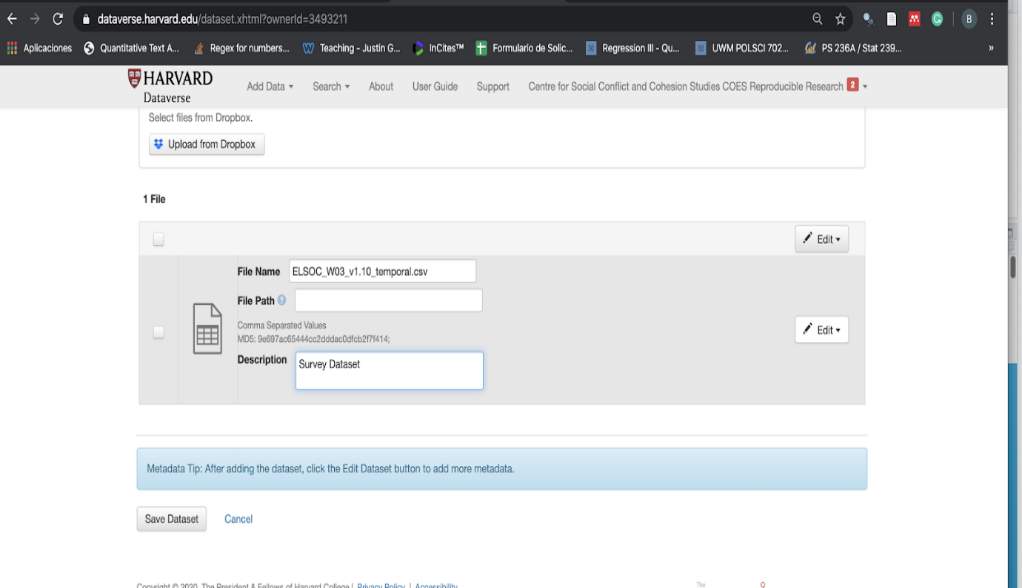 dataverse.harvard.edu/dataset.xhtml?ownerId=3493211
B
Aplicaciones Quantitative Text A... Regex for numbers... Teaching - Justin G... InCites™ Formulario de Solic... Regression III - Qu... UWM POLSCI 702... PS 236A / Stat 239... »
HARVARD
Dataverse
Add Data Search About User Guide Support Centre for Social Conflict and Cohesion Studies COES Reproducible Research 2
Select files from Dropbox.
Upload from Dropbox
1 File
Edit
File Name ELSOC_W03_v1.10_temporal.csv
File Path ?
Comma Separated Values
Edit
MD5:
Description Survey Dataset
Metadata Tip: After adding the dataset, click the Edit Dataset button to add more metadata.
Save Dataset Cancel
Copyright © 2020, The President & Fellows of Harvard College | Privacy Policy | Accessibility
The